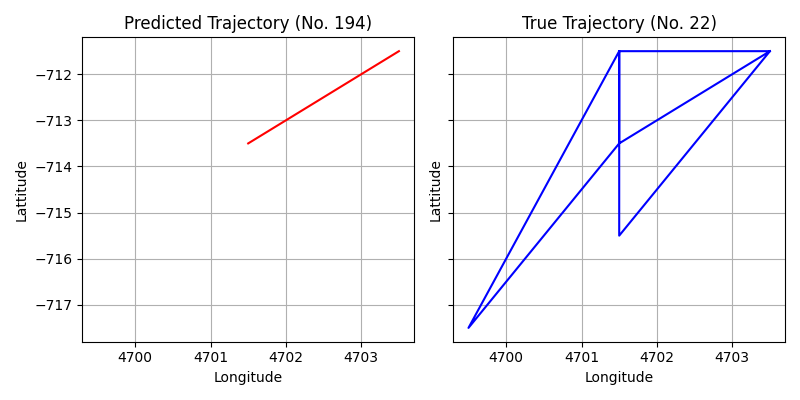 Predicted Trajectory (No. 194)
Lattitude
−712
−713
−714
−715
−716
−717
4700 4701 4702 4703
Longitude
True Trajectory (No. 22)
Lattitude
4700 4701 4702 4703
Longitude